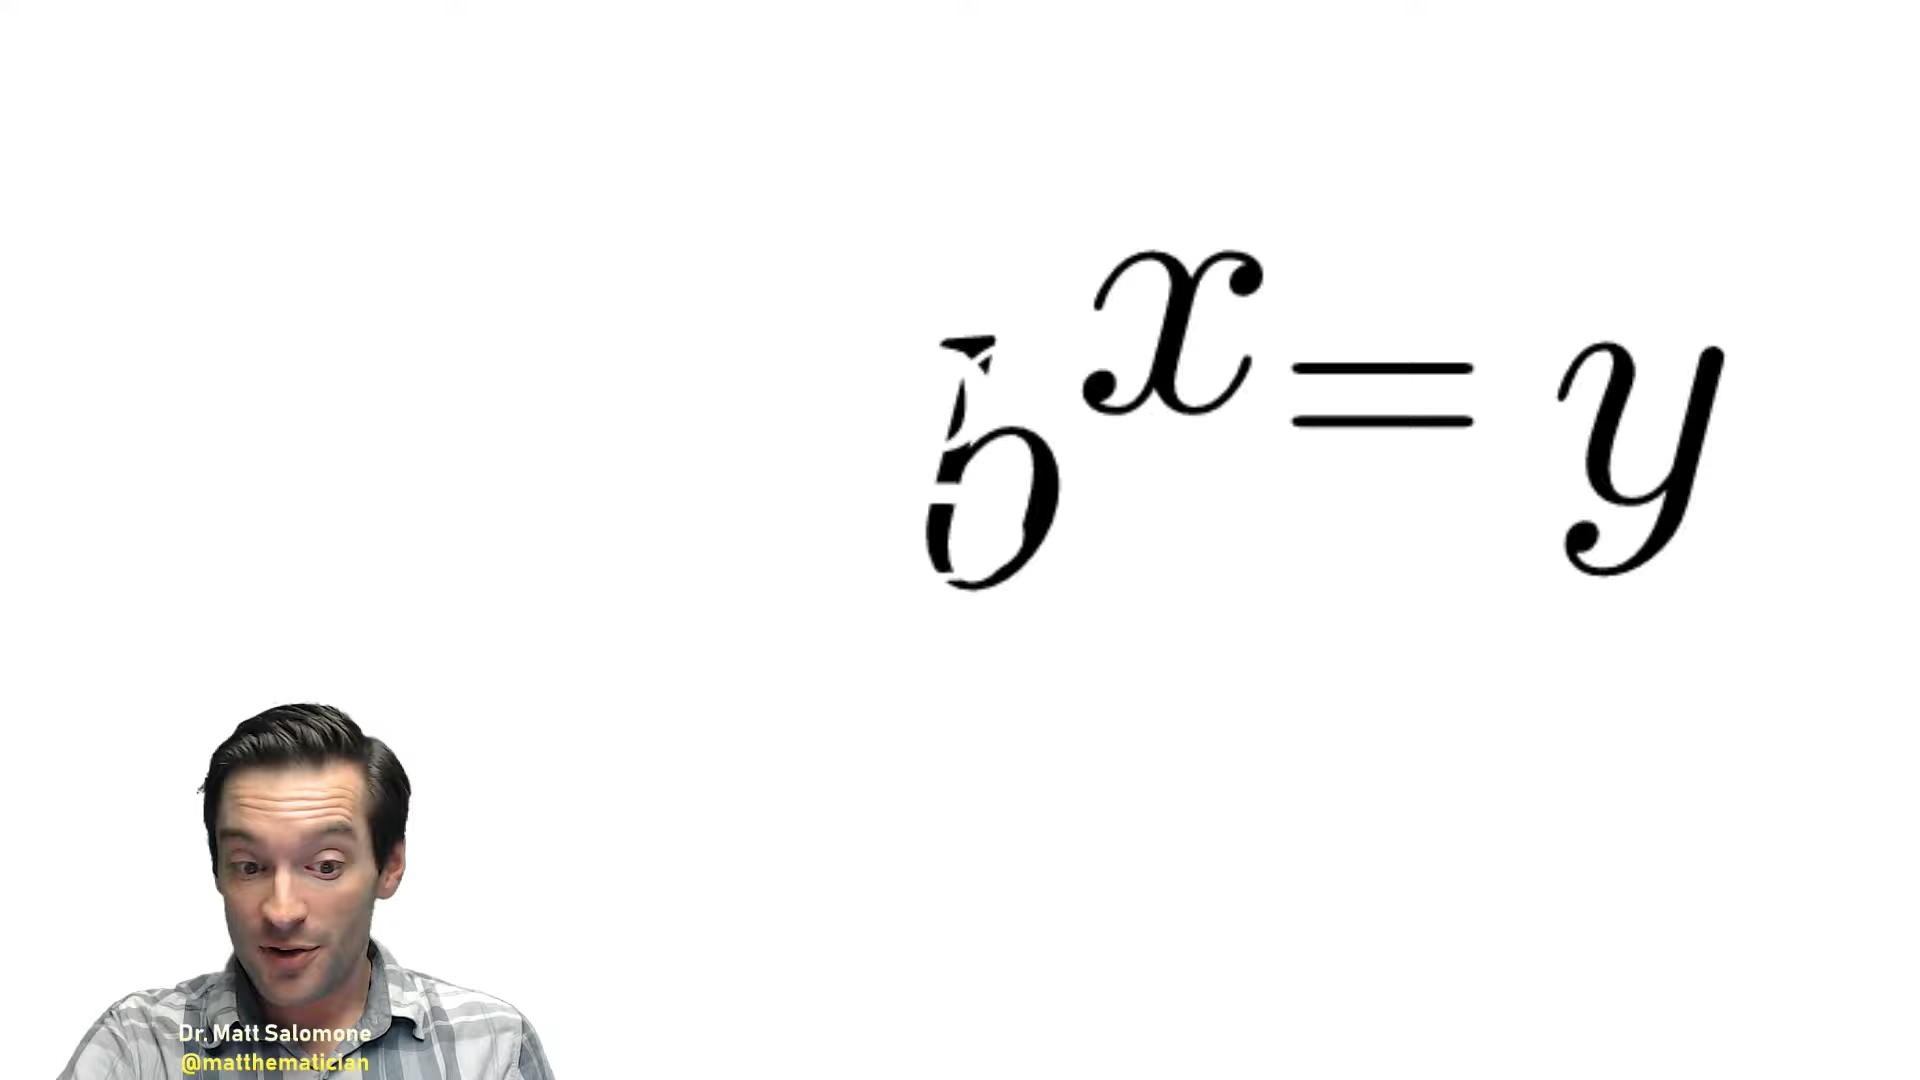 b^x = y
Dr. Matt Salomone
@matthematician